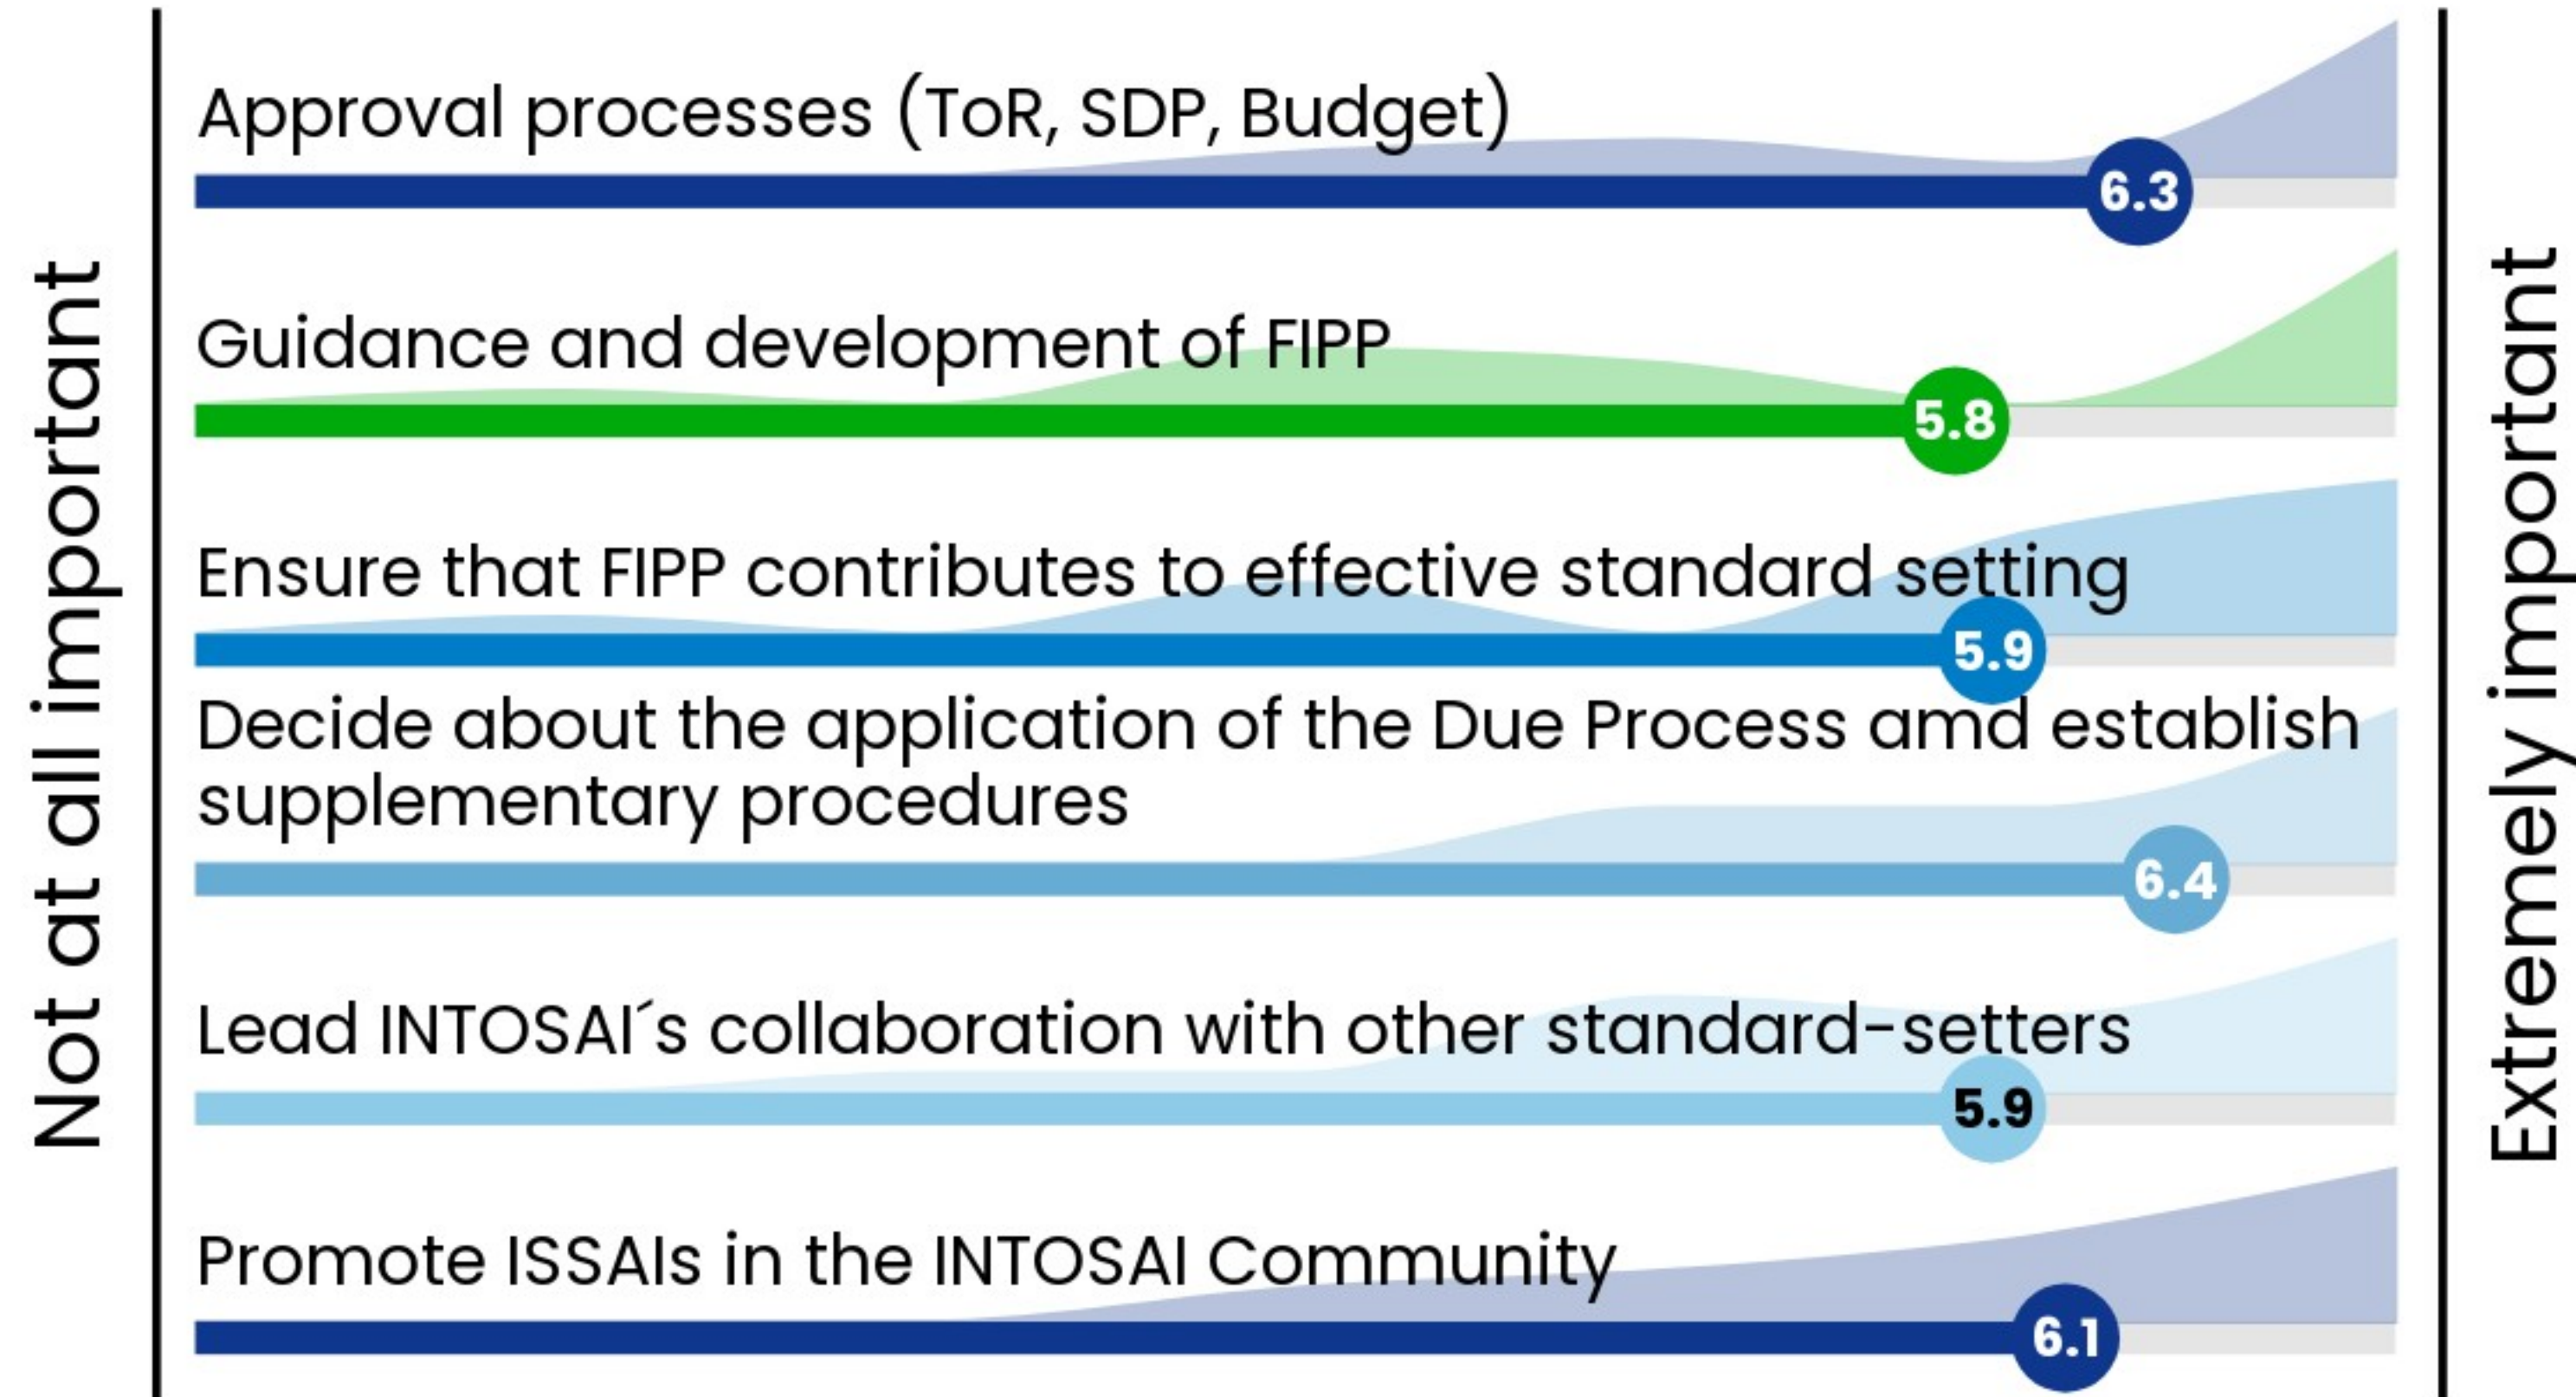 Not at all important
Approval processes (ToR, SDP, Budget)
6.3
Guidance and development of FIPP
5.8
Ensure that FIPP contributes to effective standard setting
5.9
Decide about the application of the Due Process amd establish
supplementary procedures
6.4
Lead INTOSAI´s collaboration with other standard-setters
5.9
Promote ISSAIs in the INTOSAI Community
6.1
Extremely important